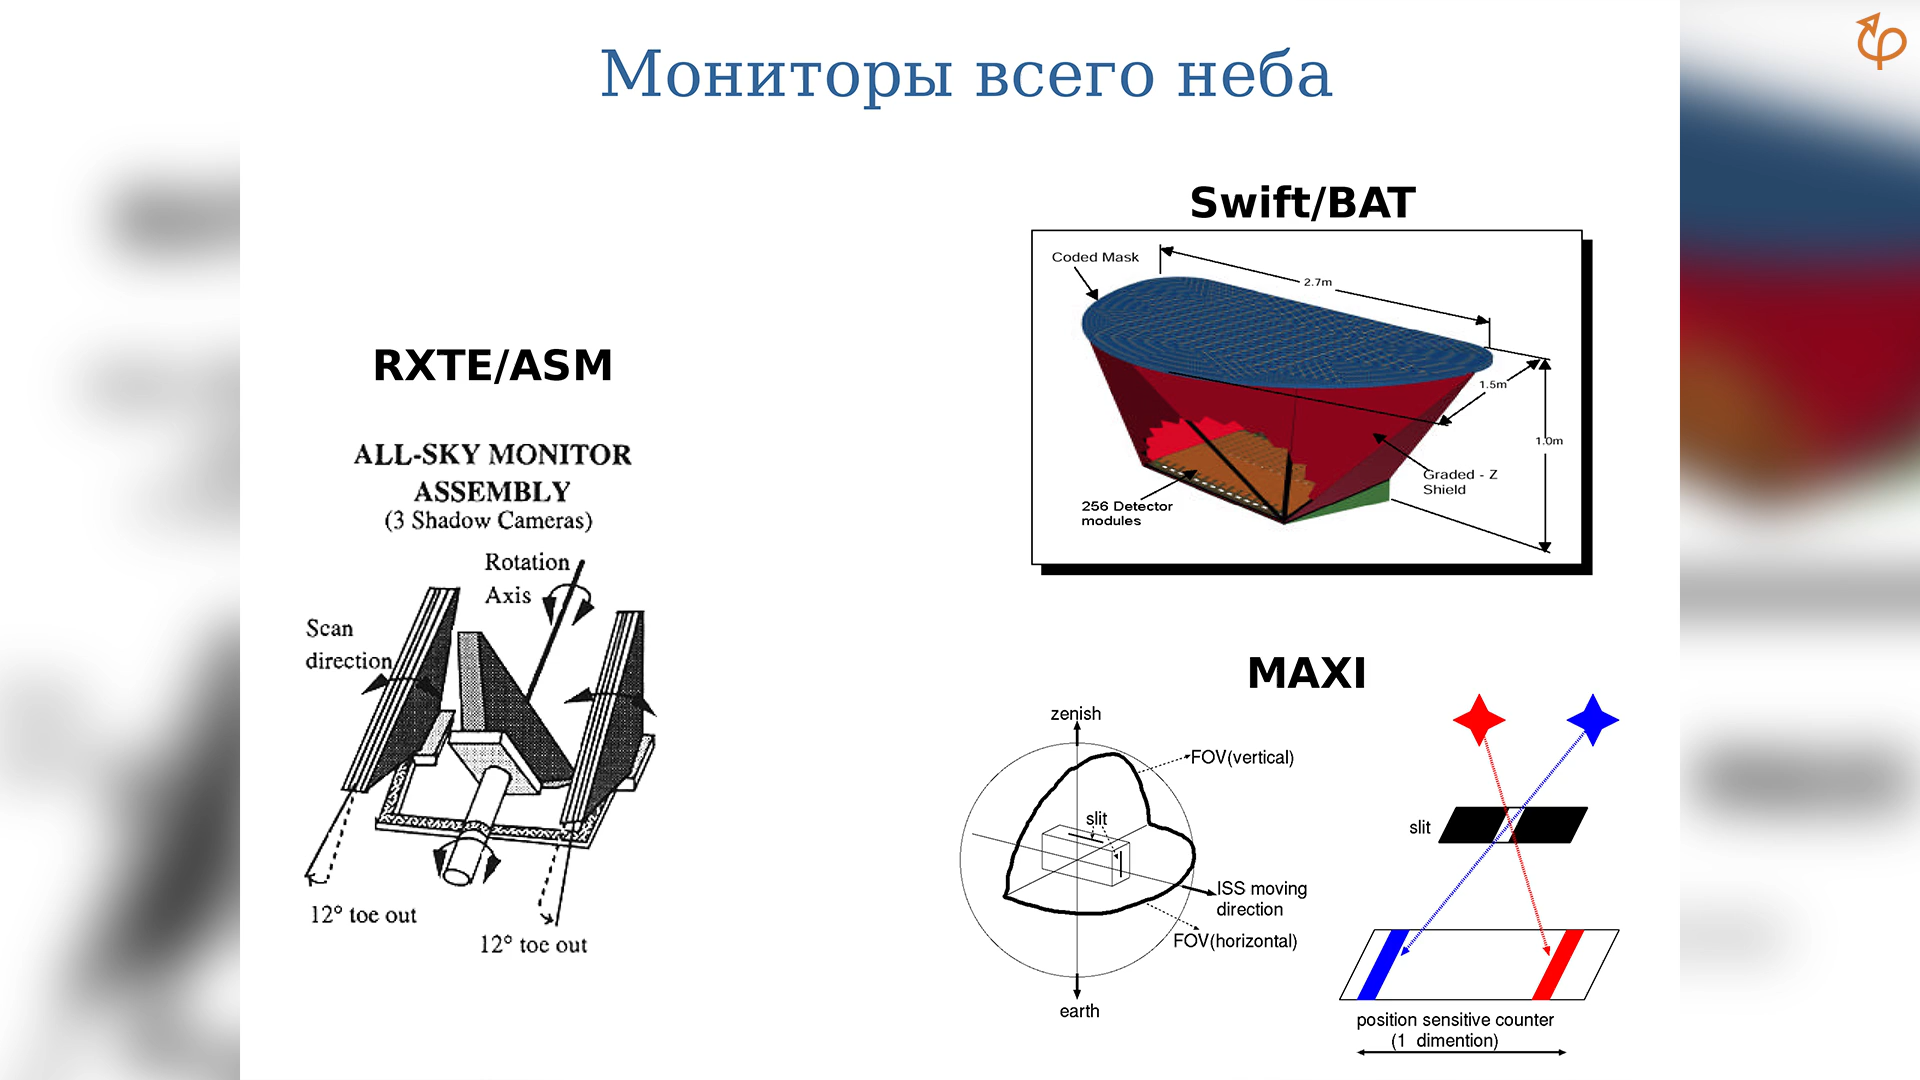 Мониторы всего неба
RXTE/ASM
ALL-SKY MONITOR
ASSEMBLY
(3 Shadow Cameras)
Rotation
Axis
Scan
direction
12° toe out
12° toe out
Swift/BAT
Coded Mask
2.7m
1.5m
1.0m
Graded - Z
Shield
256 Detector
modules
MAXI
zenish
FOV(vertical)
slit
ISS moving
direction
FOV(horizontal)
earth
slit
position sensitive counter
(1 dimention)